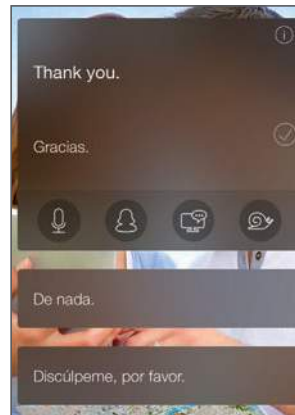 Thank you.
Gracias.
De nada.
Discúlpeme, por favor.